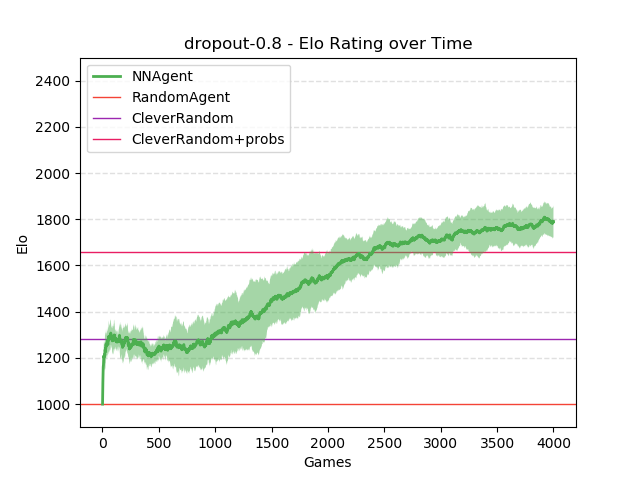 dropout-0.8 - Elo Rating over Time
NNAgent
RandomAgent
CleverRandom
CleverRandom+probs
2400
2200
2000
1800
1600
1400
1200
1000
Elo
0 500 1000 1500 2000 2500 3000 3500 4000
Games